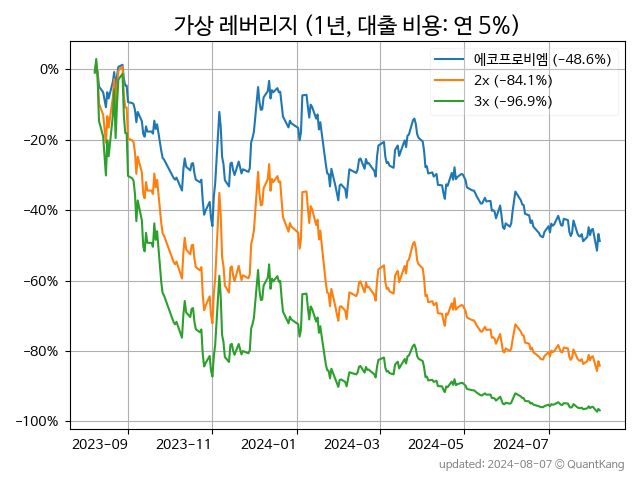 가상 레버리지 (1년, 대출 비용: 연 5%)
에코프로비엠 (−48.6%)
2x (−84.1%)
3x (−96.9%)
0%
−20%
−40%
−60%
−80%
−100%
2023-09 2023-11 2024-01 2024-03 2024-05 2024-07
updated: 2024-08-07 © QuantKang